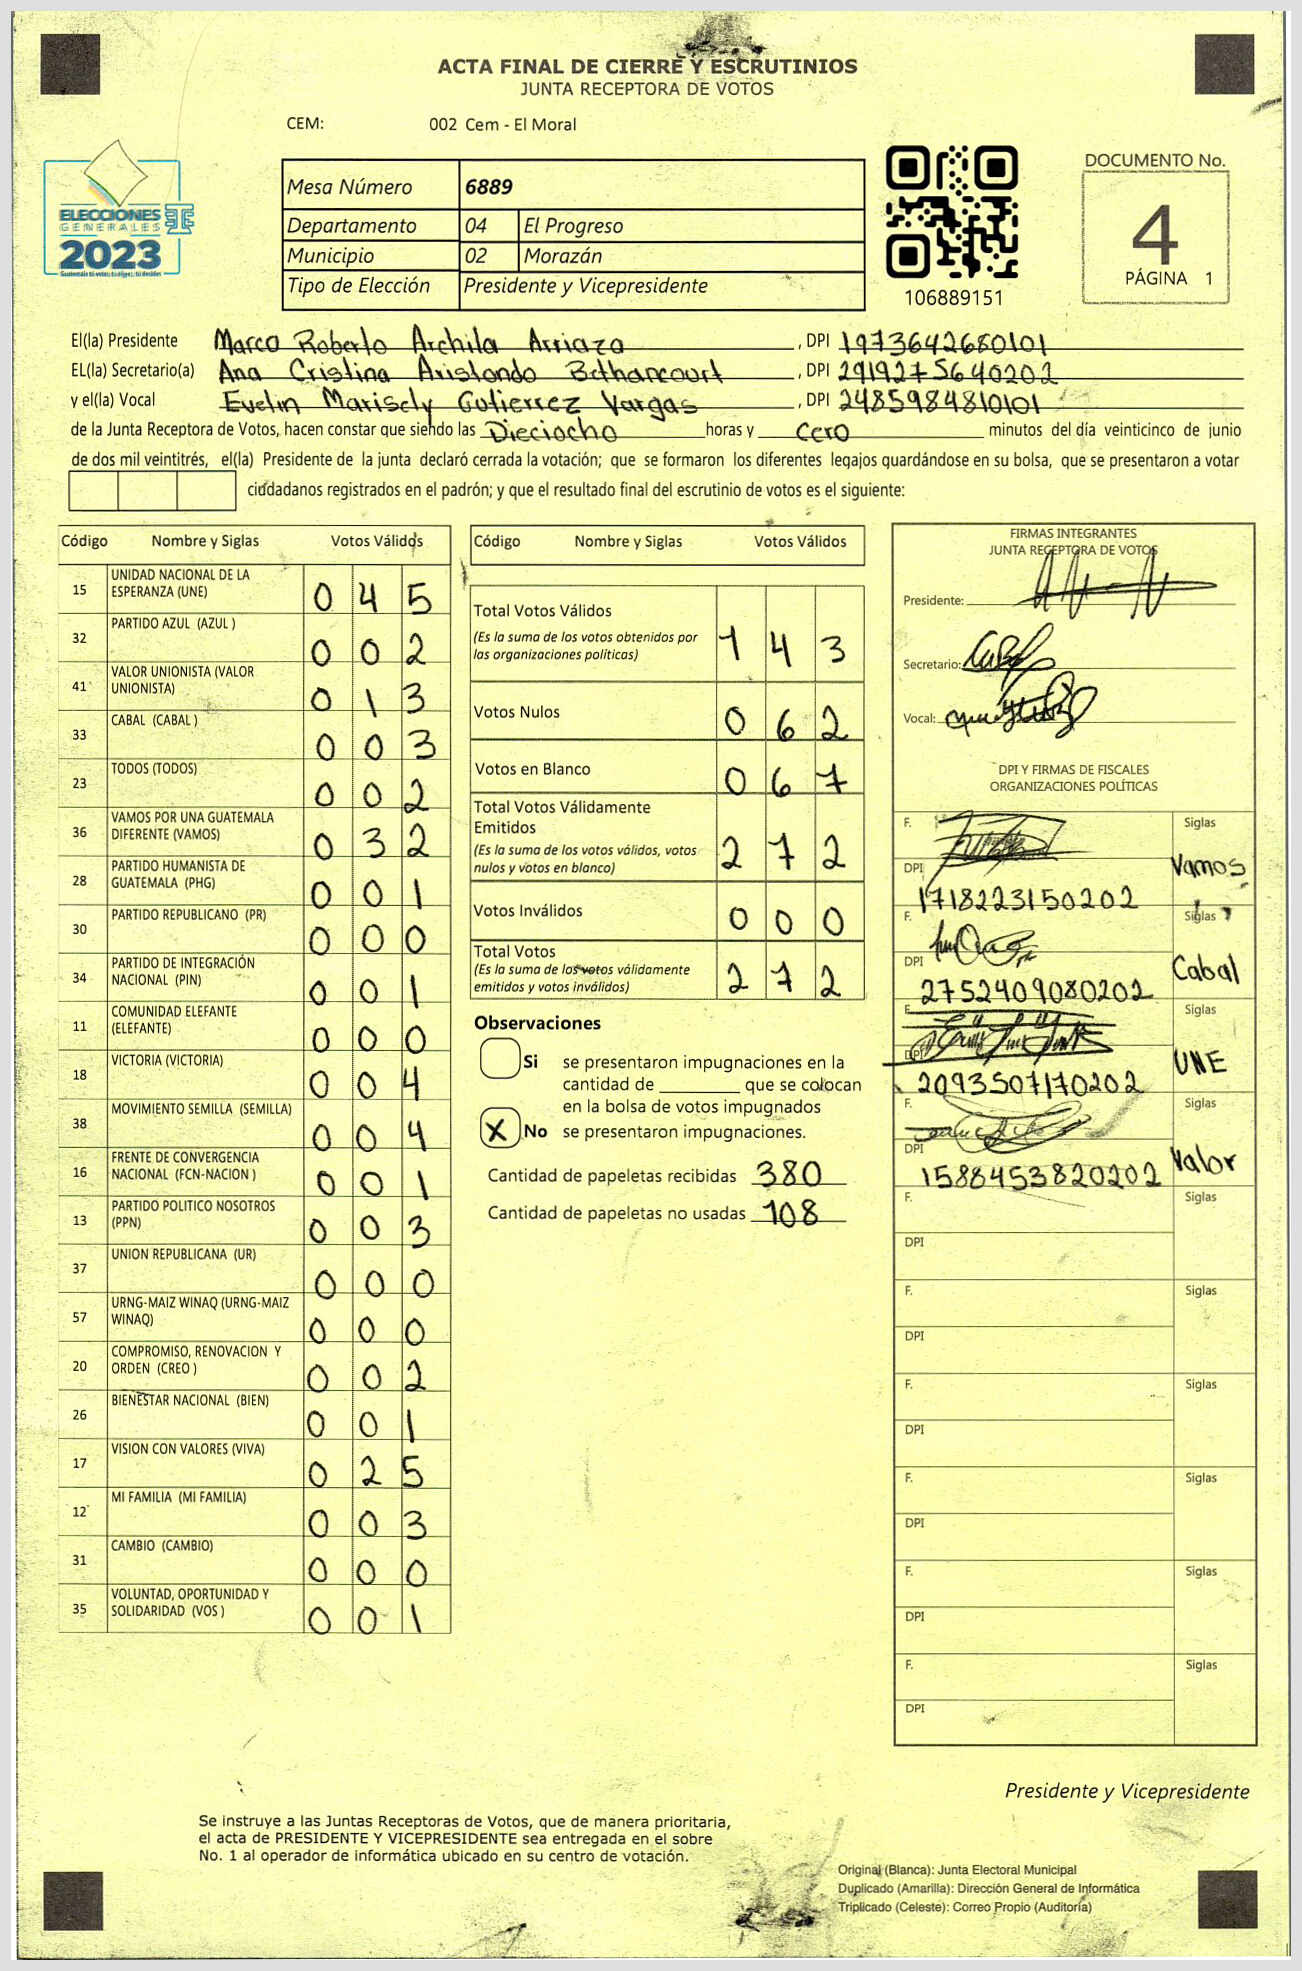 ACTA FINAL DE CIERRE Y ESCRUTINIOS
JUNTA RECEPTORA DE VOTOS
CEM: 002 Cem - El Moral
ELECCIONES
GENERALES
2023
Mesa Número 6889
Departamento 04 El Progreso
Municipio 02 Morazán
Tipo de Elección Presidente y Vicepresidente
106889151
DOCUMENTO No.
4
PÁGINA 1
El(la) Presidente Marco Roberto Archila Arriaza, DPI 1973642680101
EL(la) Secretario(a) Ana Cristina Aristondo Bethancourt, DPI 2919275640202
y el(la) Vocal Evelin Marisely Gutierrez Vargas, DPI 2485984810101
de la Junta Receptora de Votos, hacen constar que siendo las Dieciocho horas y cero minutos del día veinticinco de junio
de dos mil veintitrés, el(la) Presidente de la junta declaró cerrada la votación; que se formaron los diferentes legajos guardándose en su bolsa, que se presentaron a votar
ciudadanos registrados en el padrón; y que el resultado final del escrutinio de votos es el siguiente:
Código Nombre y Siglas Votos Válidos
15 UNIDAD NACIONAL DE LA
ESPERANZA (UNE) 0 4 5
32 PARTIDO AZUL (AZUL ) 0 0 2
41 VALOR UNIONISTA (VALOR
UNIONISTA) 0 1 3
33 CABAL (CABAL ) 0 0 3
23 TODOS (TODOS) 0 0 2
36 VAMOS POR UNA GUATEMALA
DIFERENTE (VAMOS) 0 3 2
28 PARTIDO HUMANISTA DE
GUATEMALA (PHG) 0 0 1
30 PARTIDO REPUBLICANO (PR) 0 0 0
34 PARTIDO DE INTEGRACIÓN
NACIONAL (PIN) 0 0 1
11 COMUNIDAD ELEFANTE
(ELEFANTE) 0 0 0
18 VICTORIA (VICTORIA) 0 0 4
38 MOVIMIENTO SEMILLA (SEMILLA) 0 0 4
16 FRENTE DE CONVERGENCIA
NACIONAL (FCN-NACION ) 0 0 1
13 PARTIDO POLITICO NOSOTROS
(PPN) 0 0 3
37 UNION REPUBLICANA (UR) 0 0 0
57 URNG-MAIZ WINAQ (URNG-MAIZ
WINAQ) 0 0 0
20 COMPROMISO, RENOVACION Y
ORDEN (CREO ) 0 0 2
26 BIENESTAR NACIONAL (BIEN) 0 0 1
17 VISION CON VALORES (VIVA) 0 2 5
12 MI FAMILIA (MI FAMILIA) 0 0 3
31 CAMBIO (CAMBIO) 0 0 0
35 VOLUNTAD, OPORTUNIDAD Y
SOLIDARIDAD (VOS ) 0 0 1
Código Nombre y Siglas Votos Válidos
Total Votos Válidos
(Es la suma de los votos obtenidos por
las organizaciones politicas) 1 4 3
Votos Nulos 0 6 2
Votos en Blanco 0 6 7
Total Votos Válidamente
Emitidos
(Es la suma de los votos válidos, votos
nulos y votos en blanco) 2 7 2
Votos Inválidos 0 0 0
Total Votos
(Es la suma de los votos válidamente
emitidos y votos inválidos) 2 7 2
Observaciones
Si se presentaron impugnaciones en la
cantidad de ________ que se colocan
en la bolsa de votos impugnados
X No se presentaron impugnaciones.
Cantidad de papeletas recibidas 380
Cantidad de papeletas no usadas 108
FIRMAS INTEGRANTES
JUNTA RECEPTORA DE VOTOS
Presidente:
Secretario:
Vocal:
DPI Y FIRMAS DE FISCALES
ORGANIZACIONES POLÍTICAS
F. Siglas
DPI 1718223150202 Vamos
F. Siglas
DPI 2752409080202 Cabal
F. Siglas
DPI 2093507170202 UNE
F. Siglas
DPI 1588453820202 Valor
F. Siglas
DPI
F. Siglas
DPI
F. Siglas
DPI
F. Siglas
DPI
F. Siglas
DPI
F. Siglas
DPI
Presidente y Vicepresidente
Se instruye a las Juntas Receptoras de Votos, que de manera prioritaria,
el acta de PRESIDENTE Y VICEPRESIDENTE sea entregada en el sobre
No. 1 al operador de informática ubicado en su centro de votación.
Original (Blanca): Junta Electoral Municipal
Duplicado (Amarilla): Dirección General de Informática
Triplicado (Celeste): Correo Propio (Auditoría)